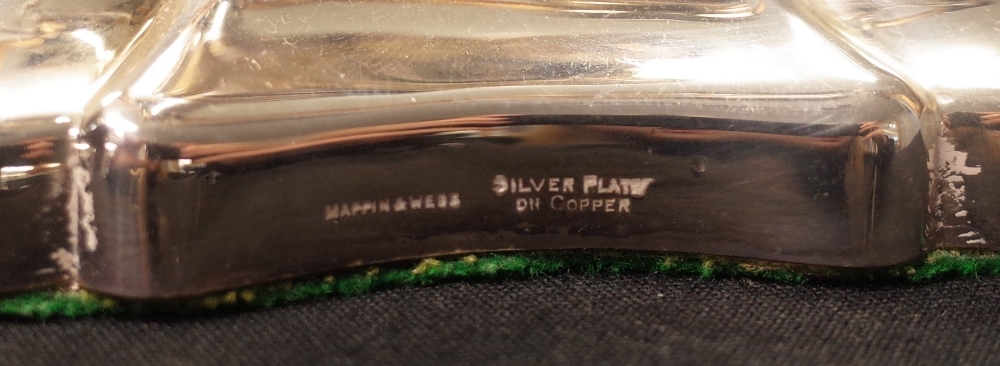 MAPPIN & WEBB
SILVER PLATE
ON COPPER